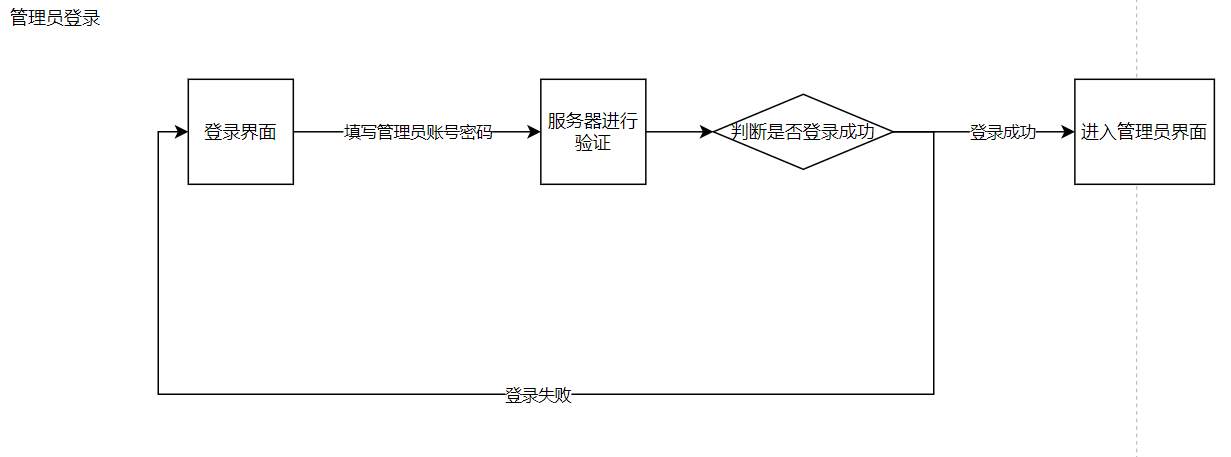 管理员登录
登录界面
填写管理员账号密码
服务器进行
验证
判断是否登录成功
登录成功
进入管理员界面
登录失败